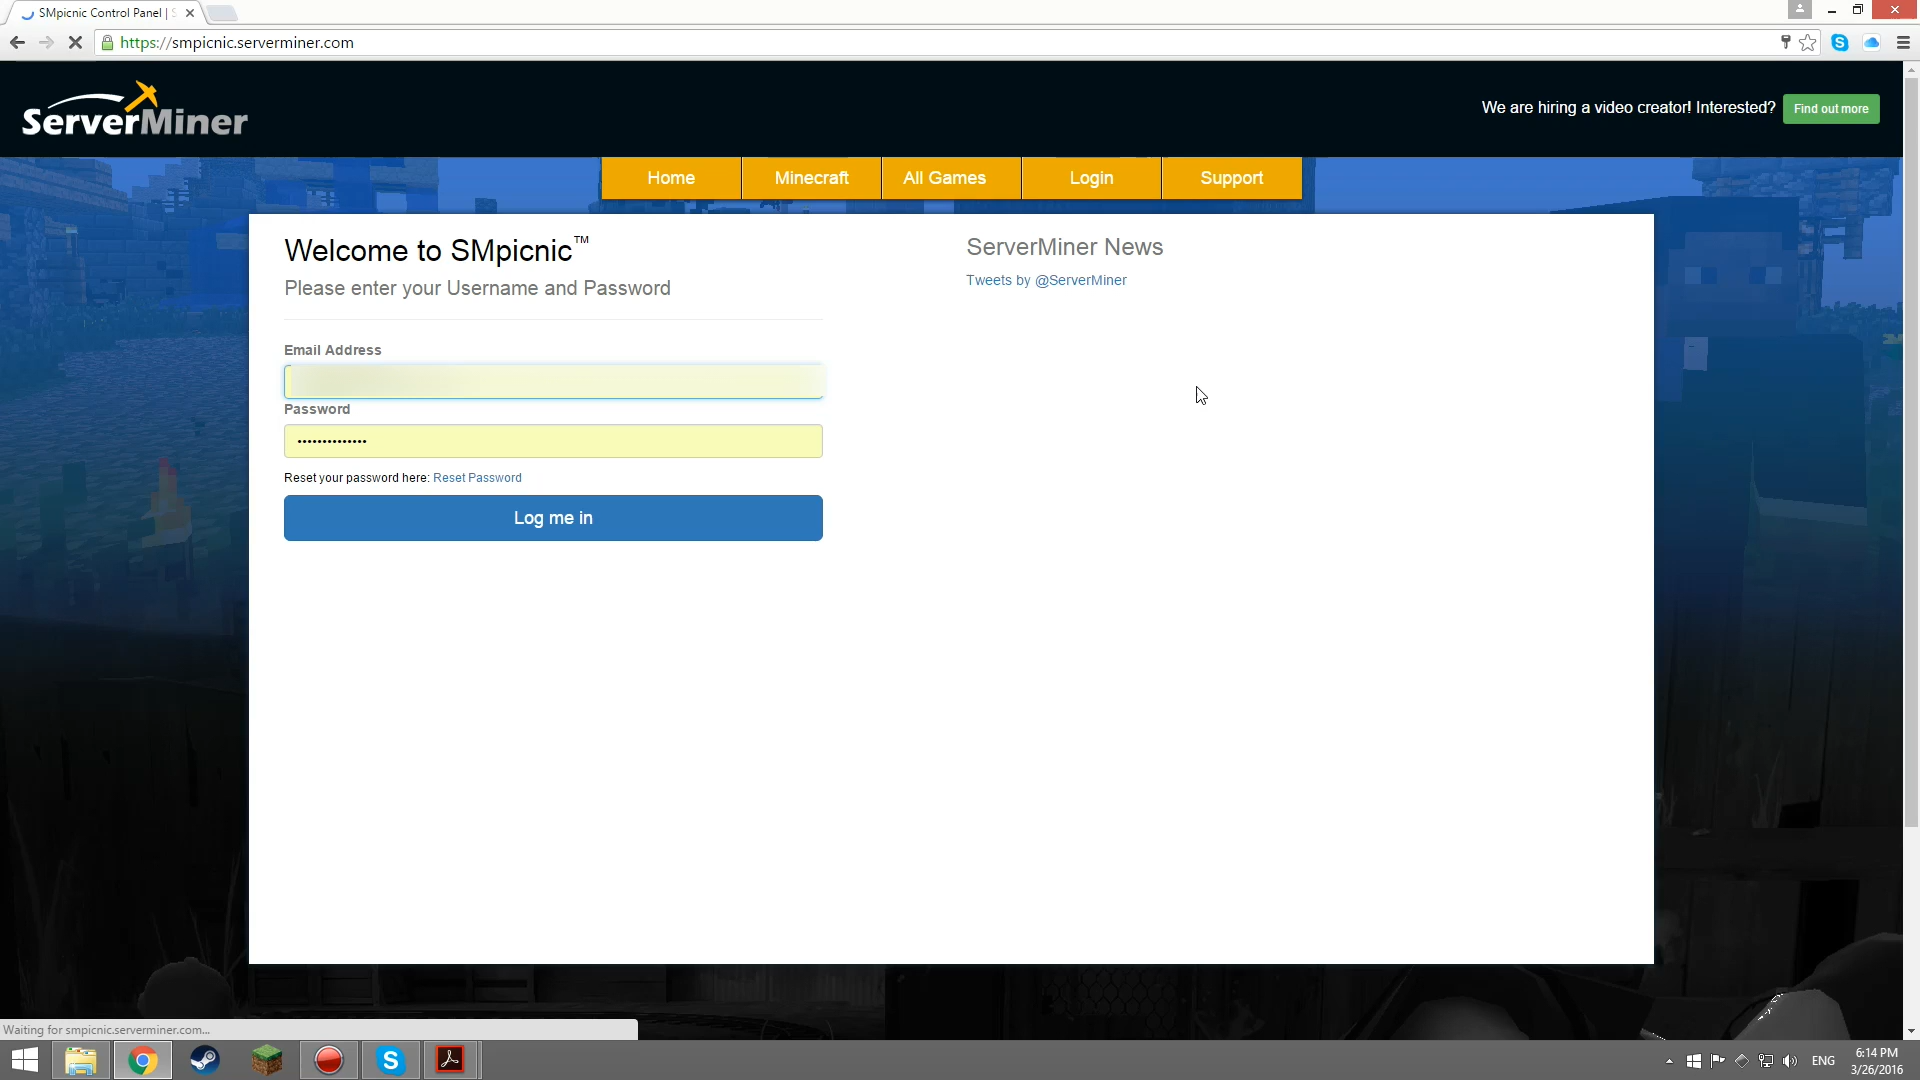 SMpicnic Control Panel |
https://smpicnic.serverminer.com
ServerMiner
We are hiring a video creator! Interested?
Find out more
Home
Minecraft
All Games
Login
Support
Welcome to SMpicnic™
Please enter your Username and Password
Email Address
Password
••••••••••••••
Reset your password here: Reset Password
Log me in
ServerMiner News
Tweets by @ServerMiner
Waiting for smpicnic.serverminer.com...
ENG
6:14 PM
3/26/2016